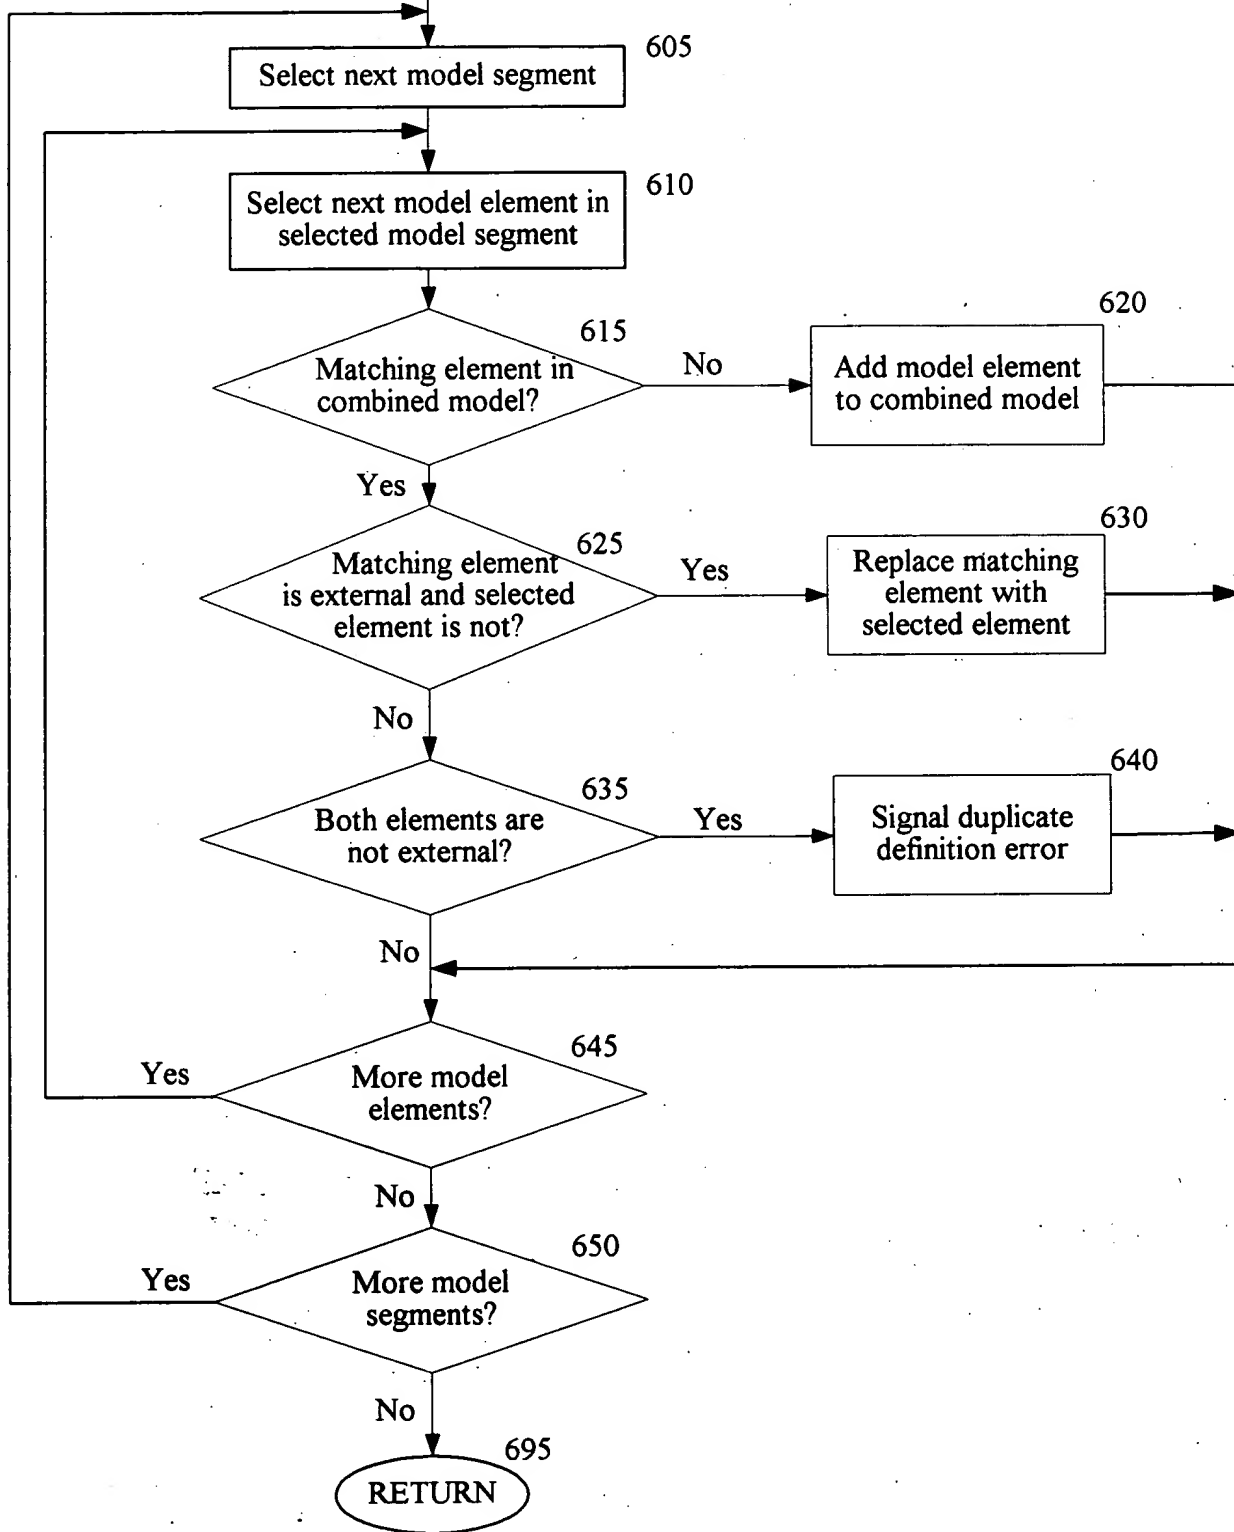 605
Select next model segment
610
Select next model element in
selected model segment
615
Matching element in
combined model?
No
620
Add model element
to combined model
Yes
625
Matching element
is external and selected
element is not?
Yes
630
Replace matching
element with
selected element
No
635
Both elements are
not external?
Yes
640
Signal duplicate
definition error
No
645
More model
elements?
Yes
No
650
More model
segments?
Yes
No
695
RETURN